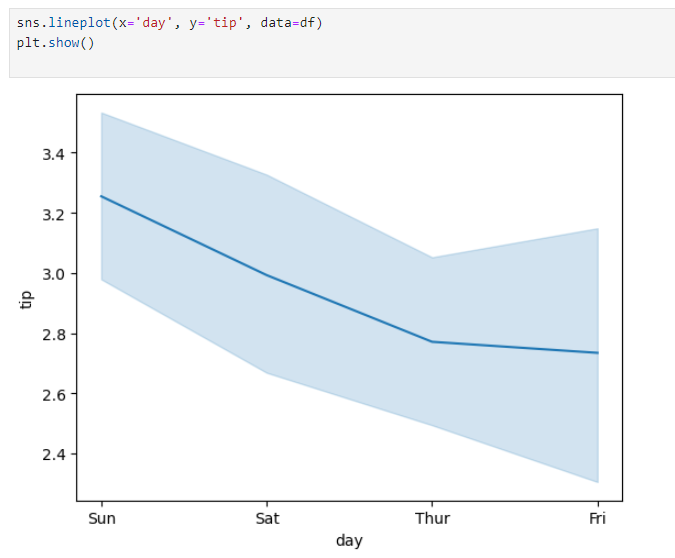 sns.lineplot(x='day', y='tip', data=df)
plt.show()
3.4
3.2
3.0
2.8
2.6
2.4
tip
Sun Sat Thur Fri
day